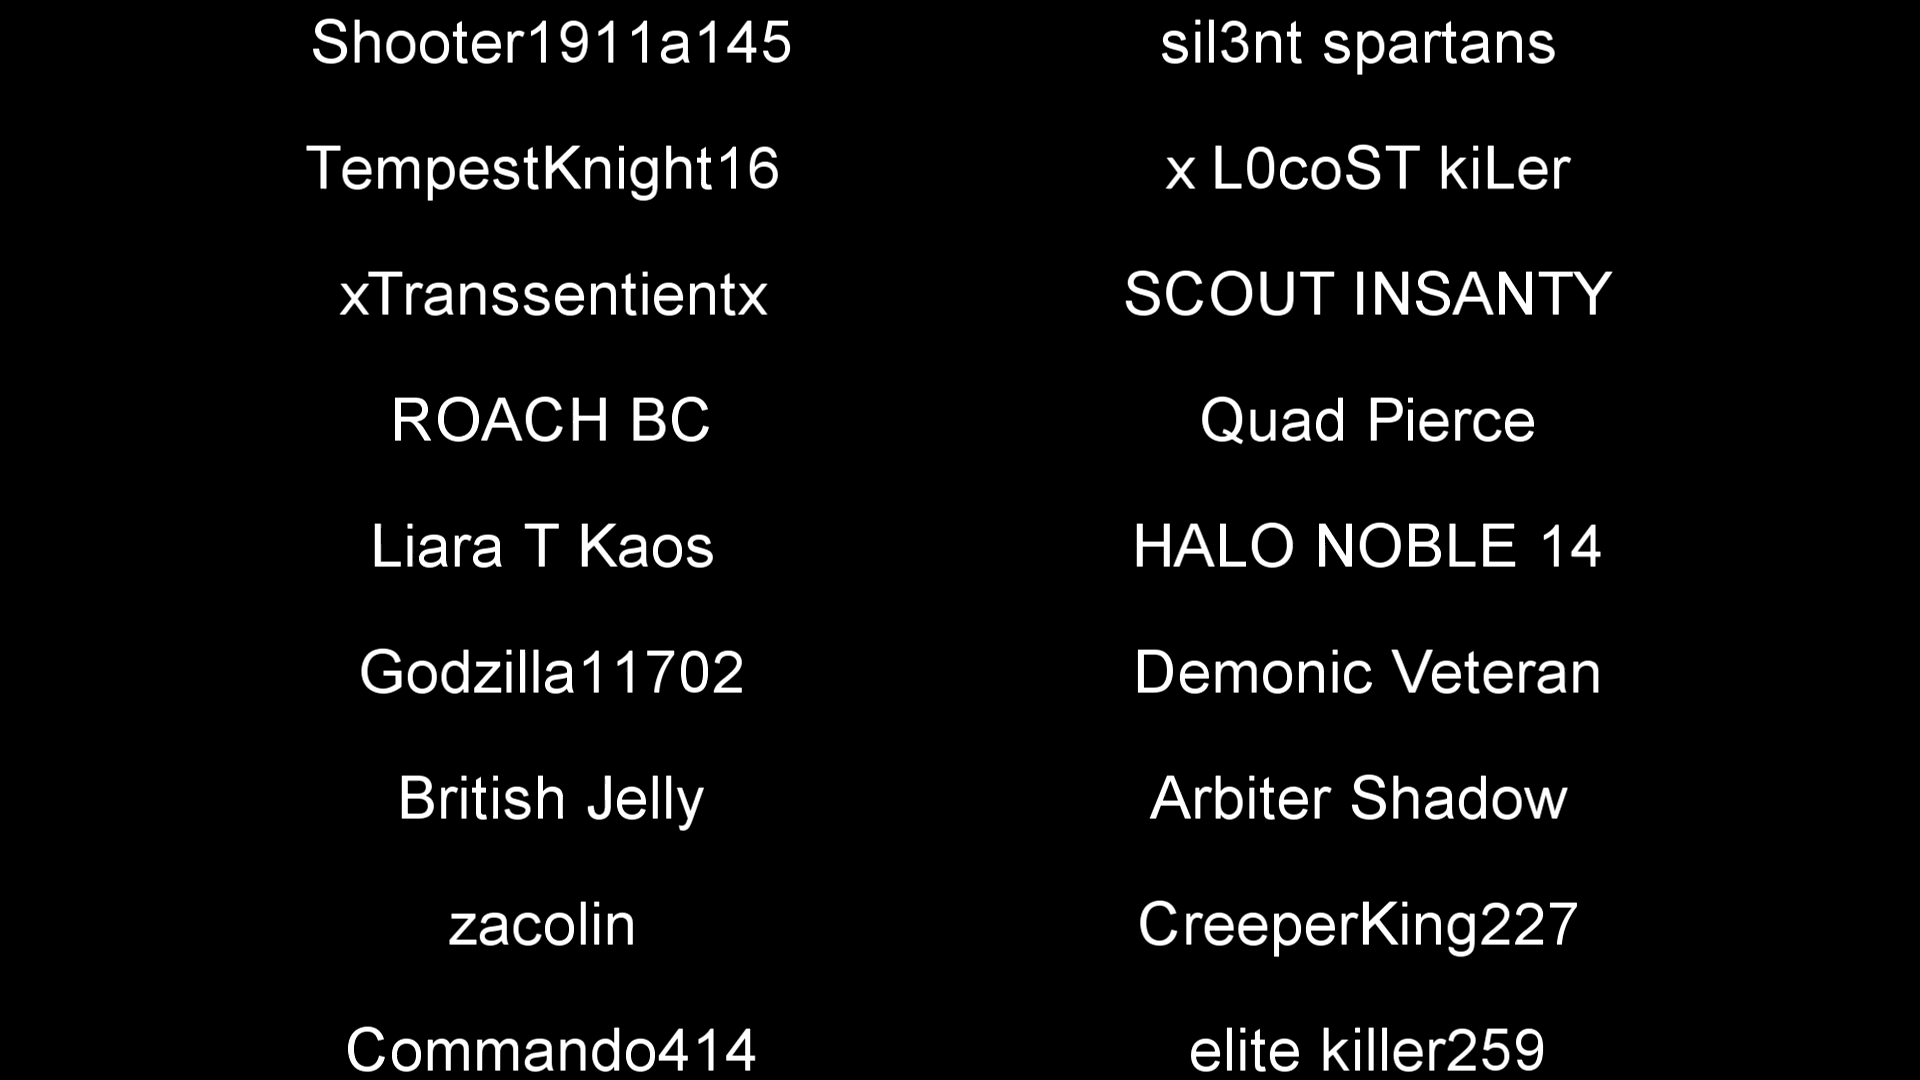 Shooter1911a145 sil3nt spartans
TempestKnight16 x L0coST kiLer
xTranssentientx SCOUT INSANTY
ROACH BC Quad Pierce
Liara T Kaos HALO NOBLE 14
Godzilla11702 Demonic Veteran
British Jelly Arbiter Shadow
zacolin CreeperKing227
Commando414 elite killer259